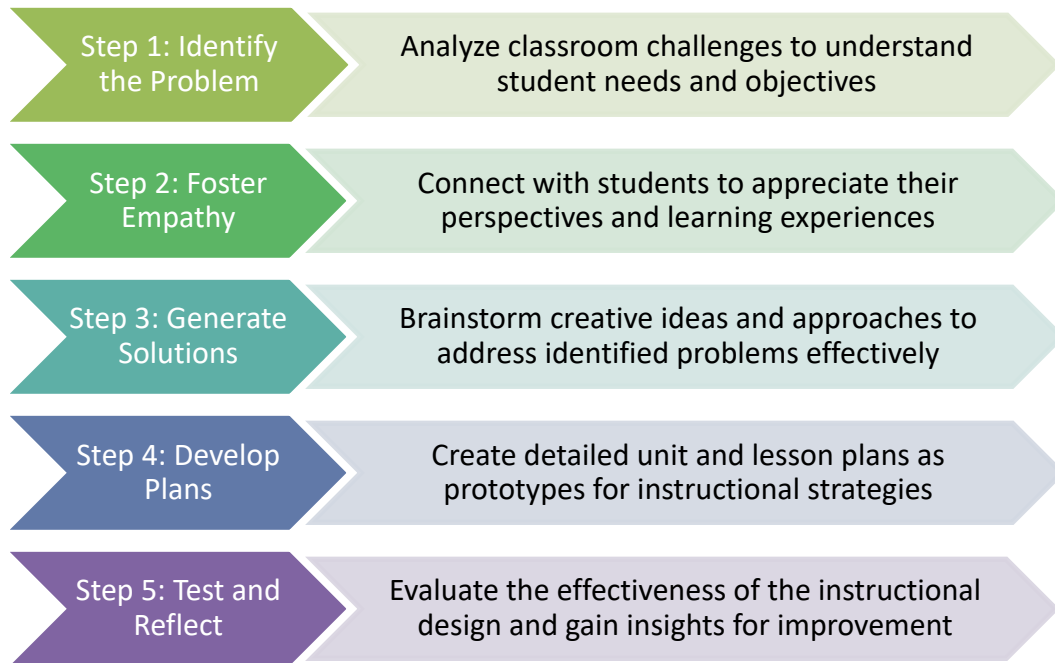 Step 1: Identify
the Problem
Analyze classroom challenges to understand
student needs and objectives
Step 2: Foster
Empathy
Connect with students to appreciate their
perspectives and learning experiences
Step 3: Generate
Solutions
Brainstorm creative ideas and approaches to
address identified problems effectively
Step 4: Develop
Plans
Create detailed unit and lesson plans as
prototypes for instructional strategies
Step 5: Test and
Reflect
Evaluate the effectiveness of the instructional
design and gain insights for improvement